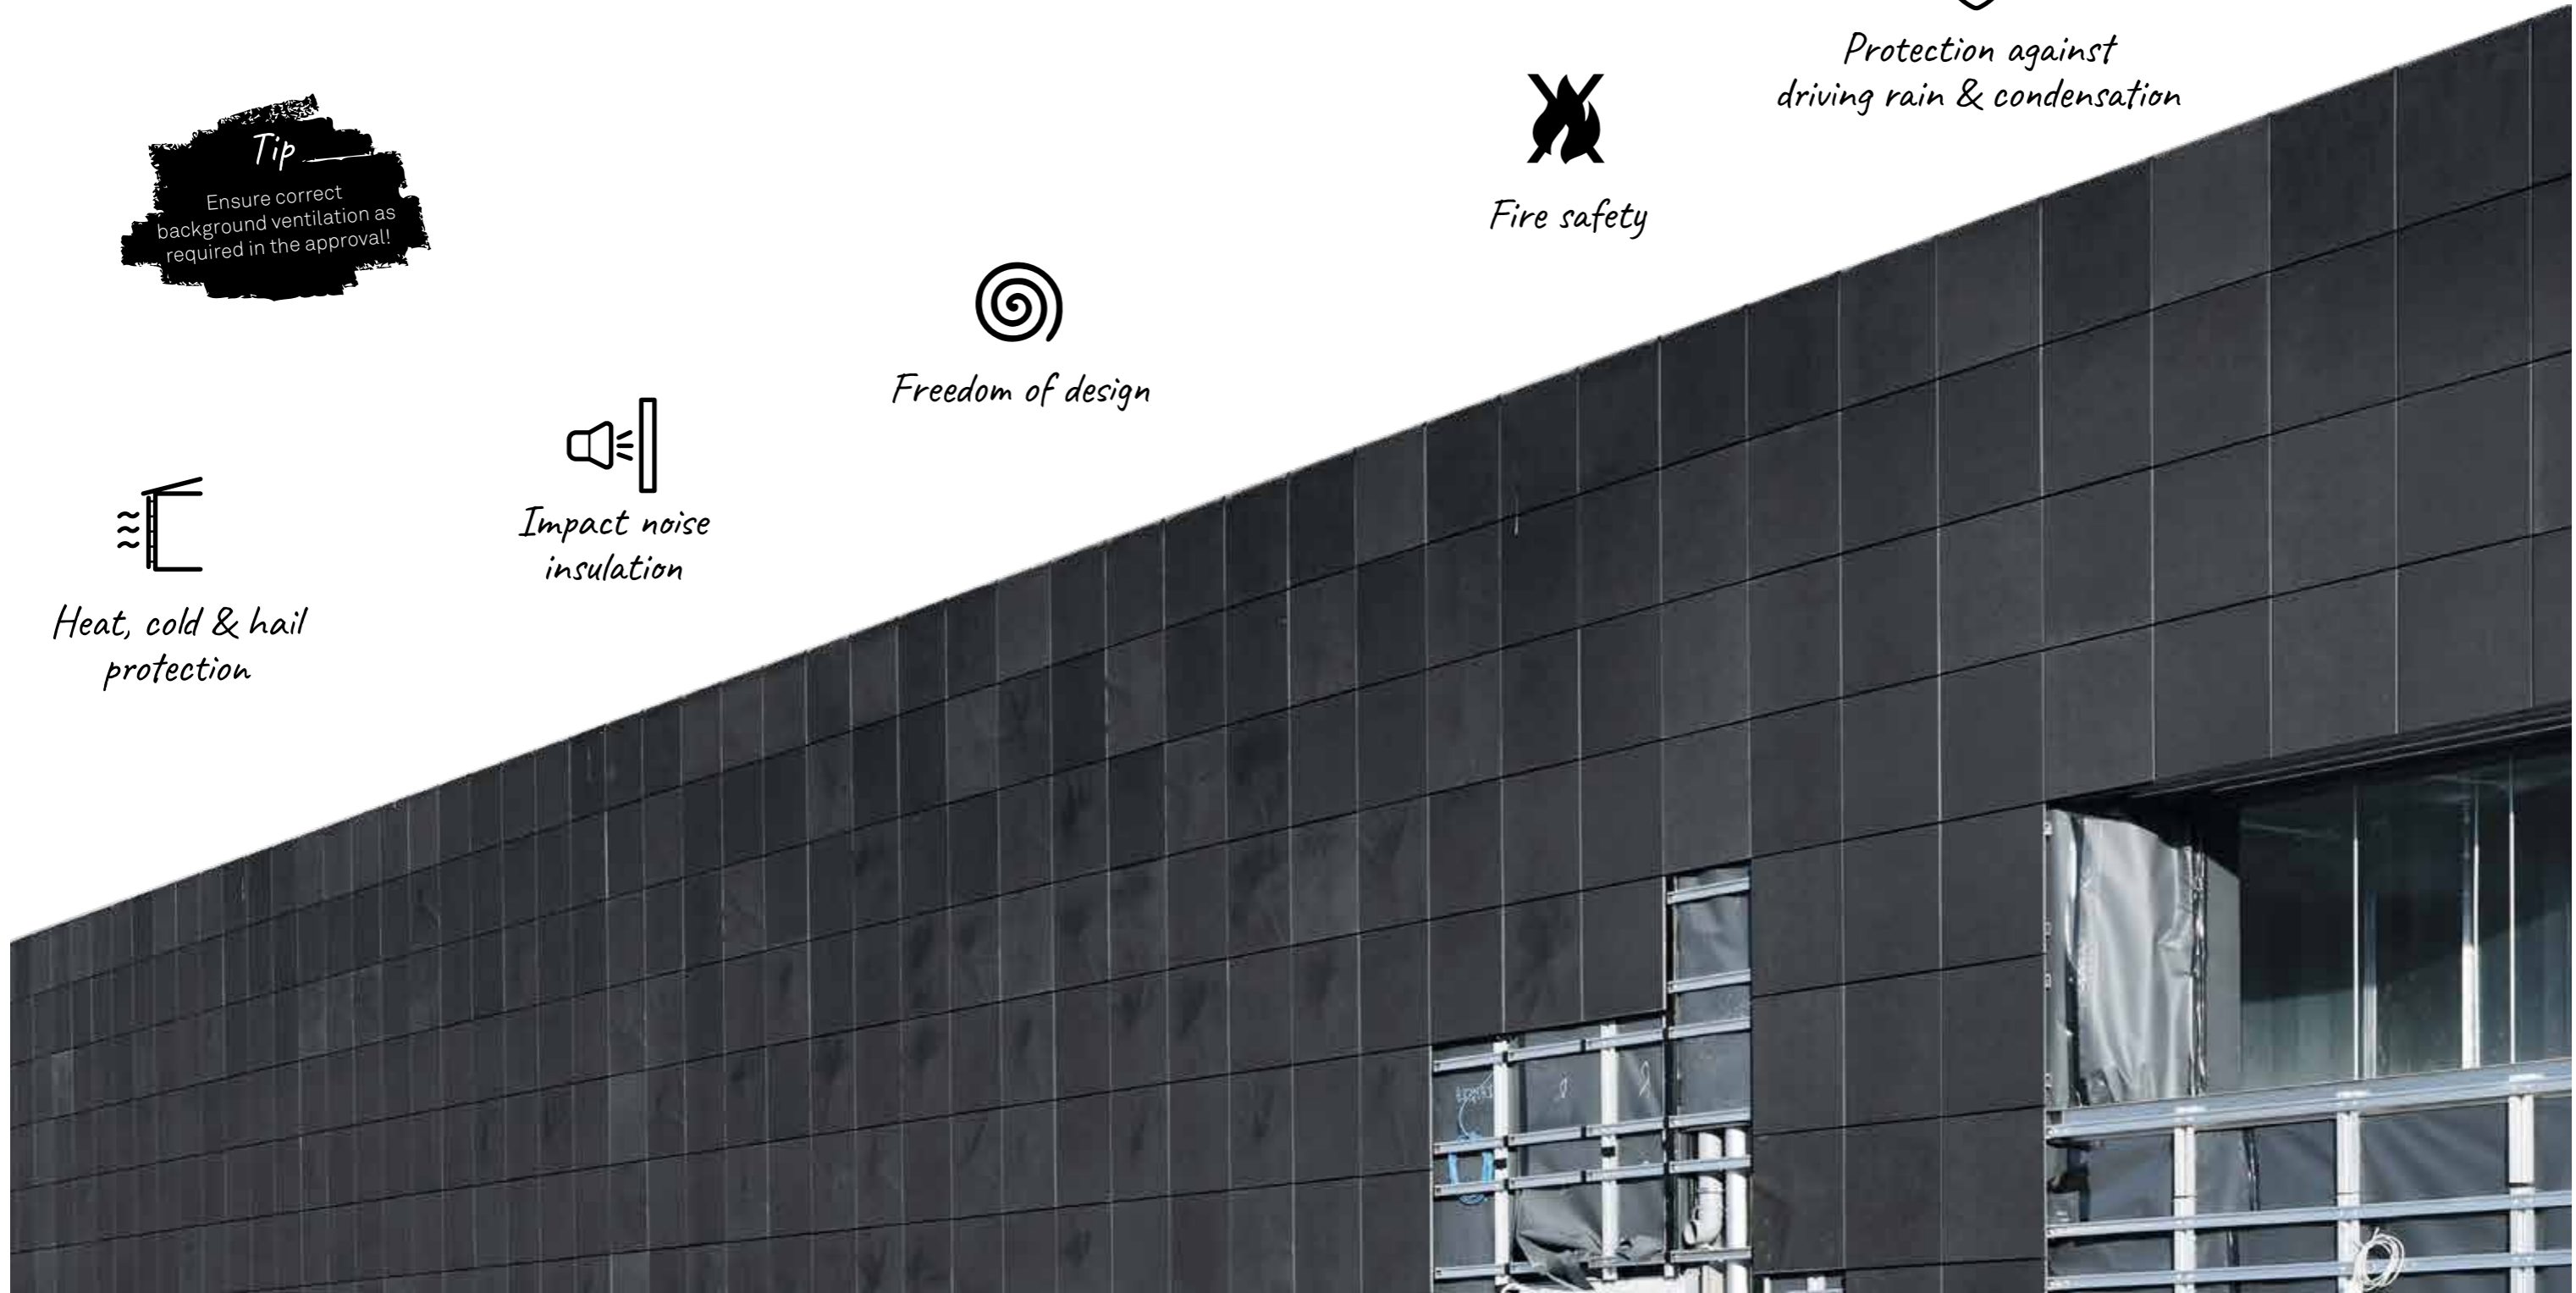 Protection against
driving rain & condensation
Tip
Ensure correct
background ventilation as
required in the approval!
Fire safety
Freedom of design
Impact noise
insulation
Heat, cold & hail
protection